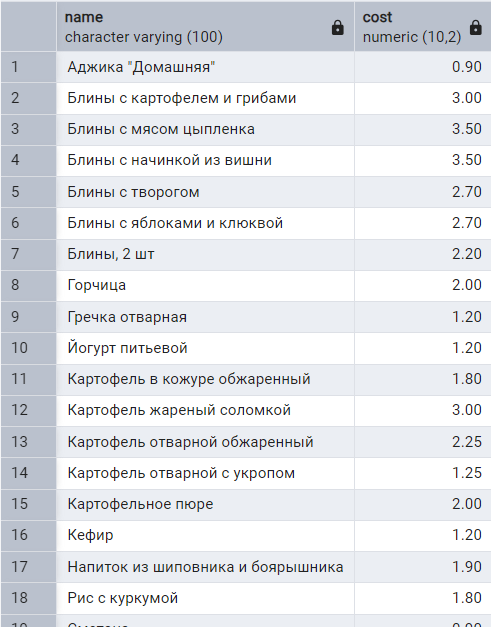 name cost
character varying (100) numeric (10,2)
1 Аджика "Домашняя" 0.90
2 Блины с картофелем и грибами 3.00
3 Блины с мясом цыпленка 3.50
4 Блины с начинкой из вишни 3.50
5 Блины с творогом 2.70
6 Блины с яблоками и клюквой 2.70
7 Блины, 2 шт 2.20
8 Горчица 2.00
9 Гречка отварная 1.20
10 Йогурт питьевой 1.20
11 Картофель в кожуре обжаренный 1.80
12 Картофель жареный соломкой 3.00
13 Картофель отварной обжаренный 2.25
14 Картофель отварной с укропом 1.25
15 Картофельное пюре 2.00
16 Кефир 1.20
17 Напиток из шиповника и боярышника 1.90
18 Рис с куркумой 1.80